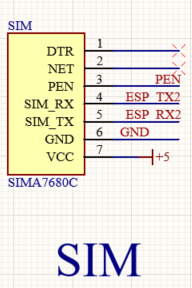 SIM
DTR 1
NET 2
PEN 3 PEN
SIM_RX 4 ESP_TX2
SIM_TX 5 ESP_RX2
GND 6 GND
VCC 7 +5
SIMA7680C
SIM